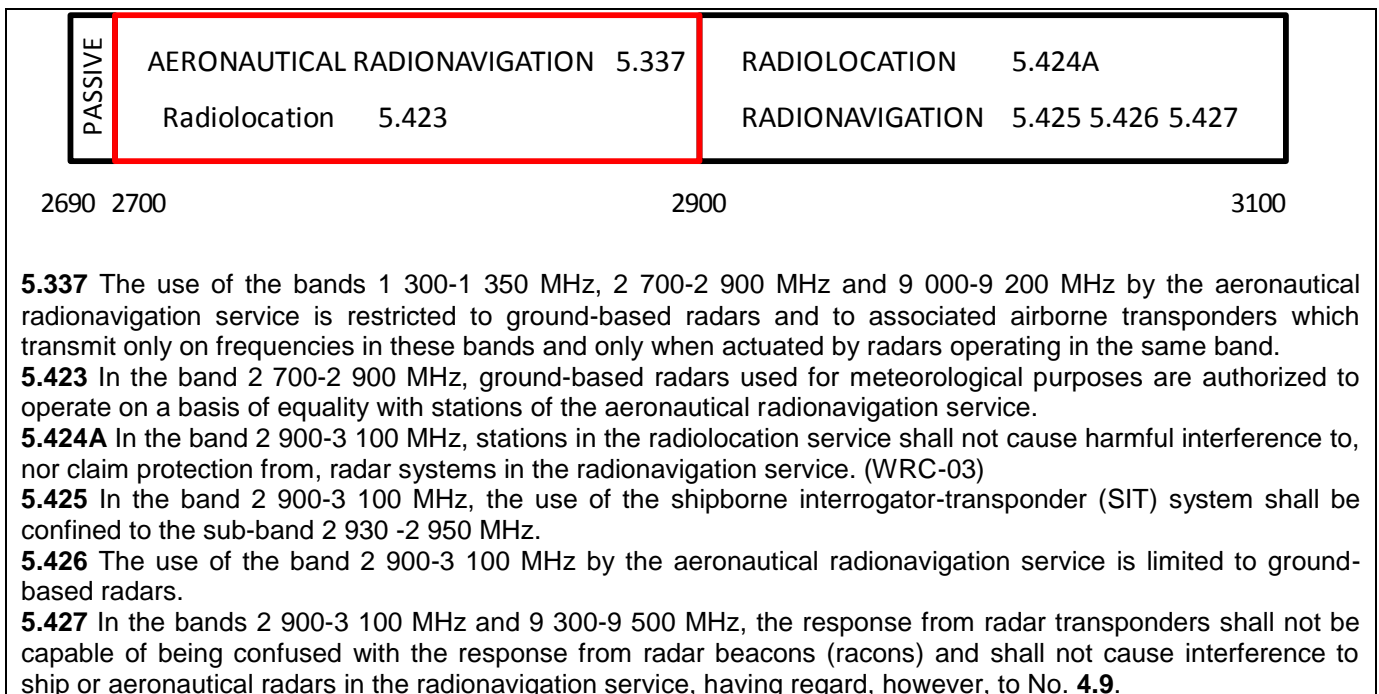 PASSIVE
AERONAUTICAL RADIONAVIGATION 5.337
Radiolocation 5.423
RADIOLOCATION 5.424A
RADIONAVIGATION 5.425 5.426 5.427
2690 2700 2900 3100
5.337 The use of the bands 1 300-1 350 MHz, 2 700-2 900 MHz and 9 000-9 200 MHz by the aeronautical
radionavigation service is restricted to ground-based radars and to associated airborne transponders which
transmit only on frequencies in these bands and only when actuated by radars operating in the same band.
5.423 In the band 2 700-2 900 MHz, ground-based radars used for meteorological purposes are authorized to
operate on a basis of equality with stations of the aeronautical radionavigation service.
5.424A In the band 2 900-3 100 MHz, stations in the radiolocation service shall not cause harmful interference to,
nor claim protection from, radar systems in the radionavigation service. (WRC-03)
5.425 In the band 2 900-3 100 MHz, the use of the shipborne interrogator-transponder (SIT) system shall be
confined to the sub-band 2 930 -2 950 MHz.
5.426 The use of the band 2 900-3 100 MHz by the aeronautical radionavigation service is limited to ground-
based radars.
5.427 In the bands 2 900-3 100 MHz and 9 300-9 500 MHz, the response from radar transponders shall not be
capable of being confused with the response from radar beacons (racons) and shall not cause interference to
ship or aeronautical radars in the radionavigation service, having regard, however, to No. 4.9.